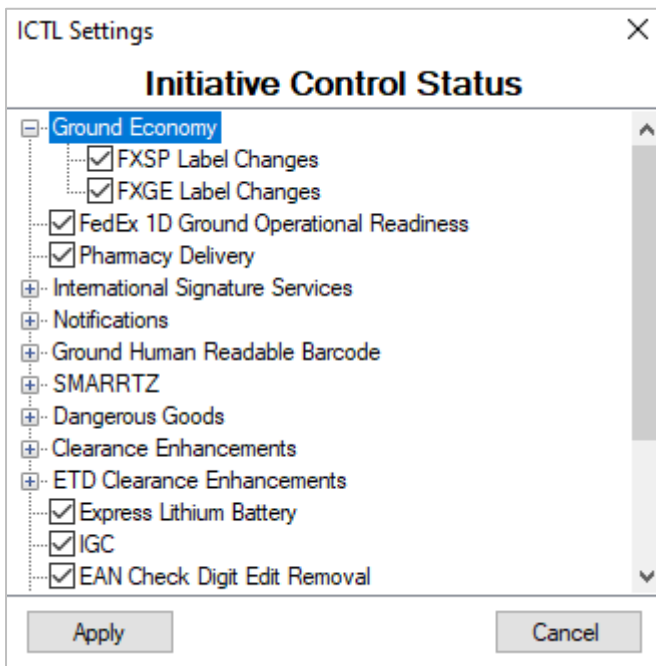 ICTL Settings
Initiative Control Status
Ground Economy
FXSP Label Changes
FXGE Label Changes
FedEx 1D Ground Operational Readiness
Pharmacy Delivery
International Signature Services
Notifications
Ground Human Readable Barcode
SMARRTZ
Dangerous Goods
Clearance Enhancements
ETD Clearance Enhancements
Express Lithium Battery
IGC
EAN Check Digit Edit Removal
Apply
Cancel